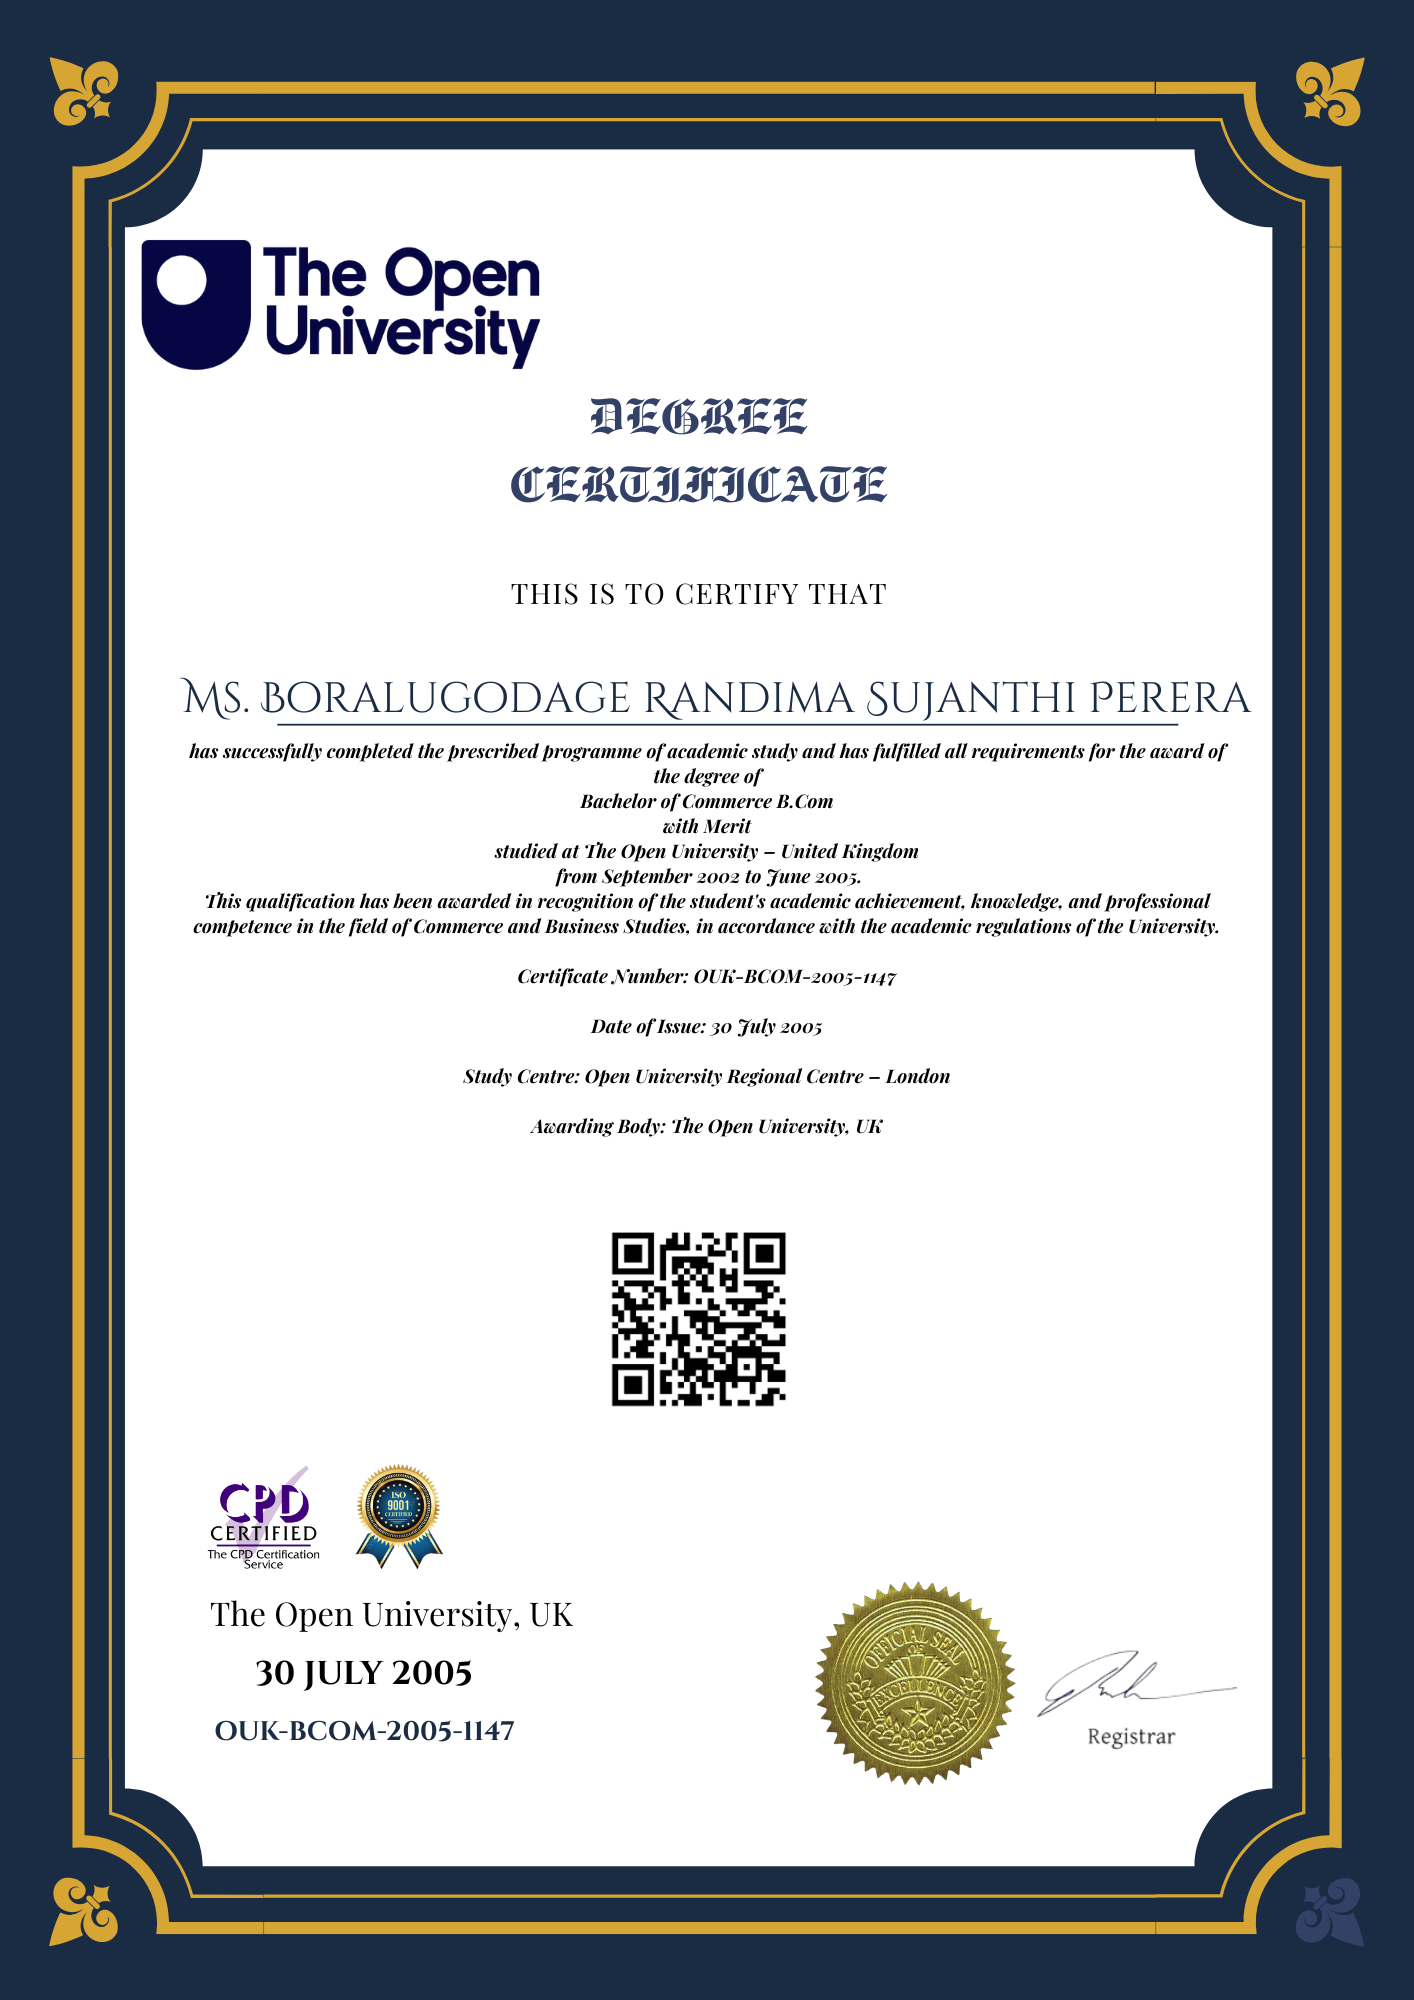 The Open
University
DEGREE
CERTIFICATE
THIS IS TO CERTIFY THAT
Ms. Boralugodage Randima Sujanthi Perera
has successfully completed the prescribed programme of academic study and has fulfilled all requirements for the award of
the degree of
Bachelor of Commerce B.Com
with Merit
studied at The Open University – United Kingdom
from September 2002 to June 2005.
This qualification has been awarded in recognition of the student's academic achievement, knowledge, and professional
competence in the field of Commerce and Business Studies, in accordance with the academic regulations of the University.
Certificate Number: OUK-BCOM-2005-1147
Date of Issue: 30 July 2005
Study Centre: Open University Regional Centre – London
Awarding Body: The Open University, UK
CPD
CERTIFIED
The CPD Certification
Service
ISO
9001
CERTIFIED
The Open University, UK
30 JULY 2005
OUK-BCOM-2005-1147
OFFICIAL SEAL
OF
EXCELLENCE
Registrar